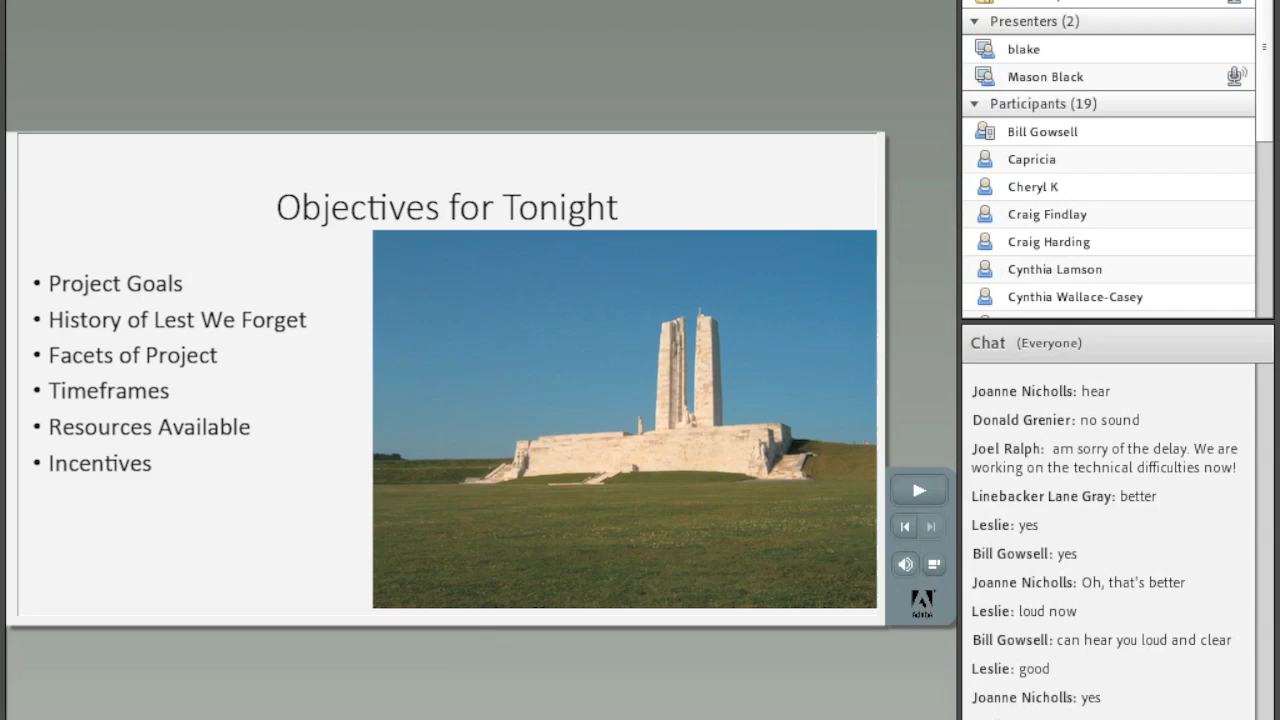 Objectives for Tonight
• Project Goals
• History of Lest We Forget
• Facets of Project
• Timeframes
• Resources Available
• Incentives
Adobe
Presenters (2)
blake
Mason Black
Participants (19)
Bill Gowsell
Capricia
Cheryl K
Craig Findlay
Craig Harding
Cynthia Lamson
Cynthia Wallace-Casey
Chat (Everyone)
Joanne Nicholls: hear
Donald Grenier: no sound
Joel Ralph: am sorry of the delay. We are
working on the technical difficulties now!
Linebacker Lane Gray: better
Leslie: yes
Bill Gowsell: yes
Joanne Nicholls: Oh, that's better
Leslie: loud now
Bill Gowsell: can hear you loud and clear
Leslie: good
Joanne Nicholls: yes